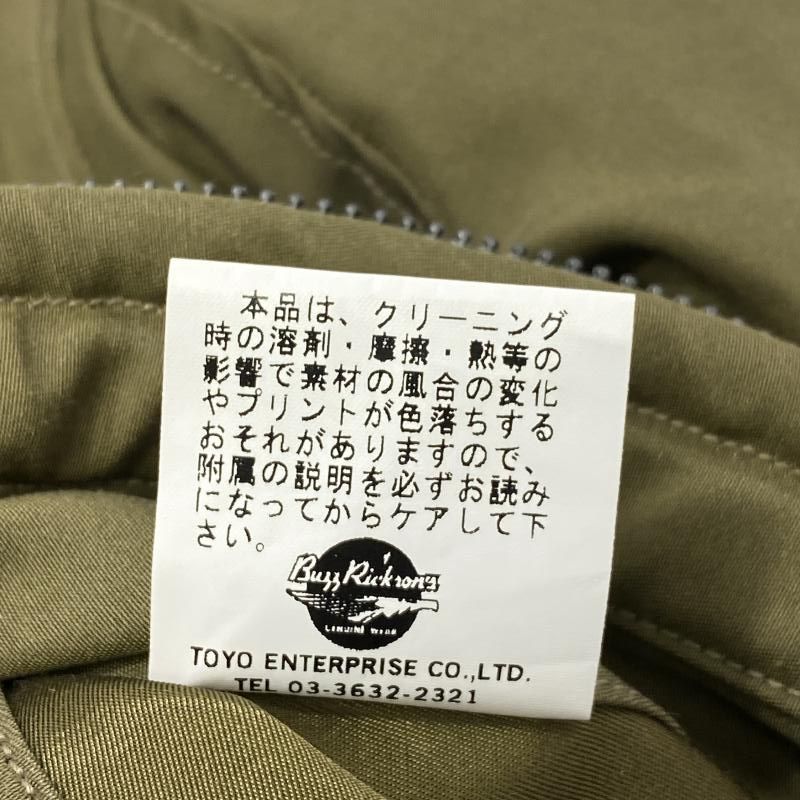 本品は、クリーニング
時の溶剤・摩擦・熱等の
影響で素材の風合の変化
やプリントが色落ちする
おそれがありますので、
附属の説明を必ずお読み
になってからケアして下
さい。
Buzz Rickson's
GENUINE WEAR
TOYO ENTERPRISE CO.,LTD.
TEL 03-3632-2321